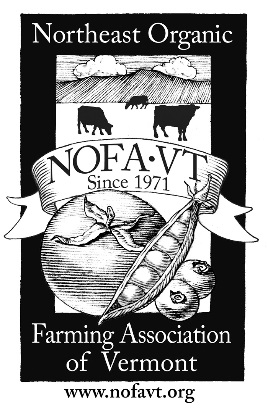 Northeast Organic
NOFA•VT
Since 1971
Farming Association
of Vermont
www.nofavt.org